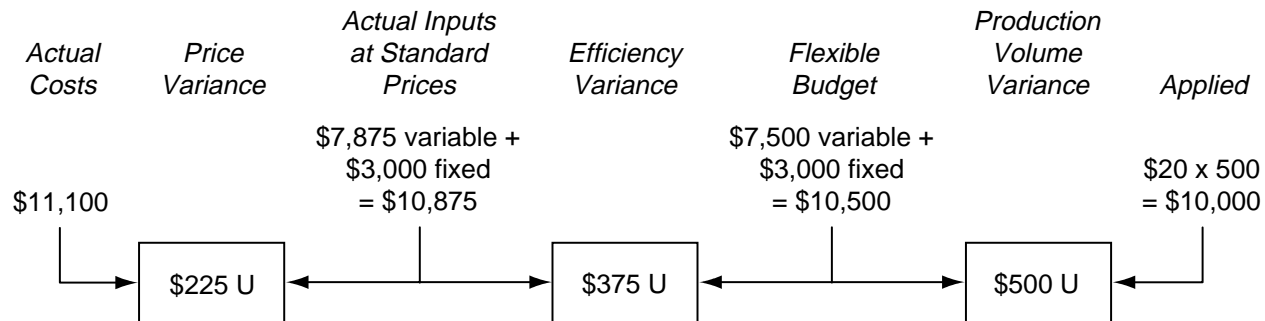 Actual
Costs
Price
Variance
Actual Inputs
at Standard
Prices
Efficiency
Variance
Flexible
Budget
Production
Volume
Variance
Applied
$11,100
$7,875 variable +
$3,000 fixed
= $10,875
$7,500 variable +
$3,000 fixed
= $10,500
$20 x 500
= $10,000
$225 U
$375 U
$500 U